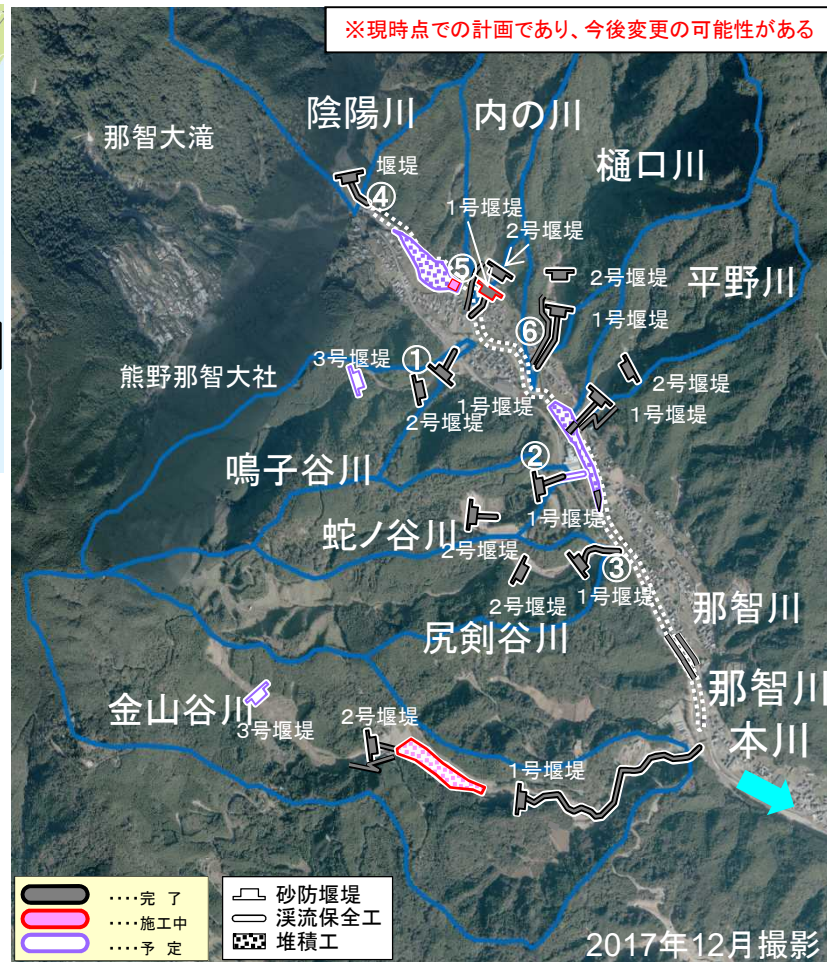 ※現時点での計画であり、今後変更の可能性がある
陰陽川
内の川
那智大滝
堰堤
樋口川
④
1号堰堤
2号堰堤
⑤
2号堰堤
平野川
⑥
1号堰堤
3号堰堤
①
熊野那智大社
2号堰堤
1号堰堤
2号堰堤
1号堰堤
鳴子谷川
②
1号堰堤
蛇ノ谷川
2号堰堤
③
1号堰堤
2号堰堤
尻剣谷川
那智川
那智川
本川
金山谷川
3号堰堤
2号堰堤
1号堰堤
‥‥完 了
‥‥施工中
‥‥予 定
砂防堰堤
渓流保全工
堆積工
2017年12月撮影